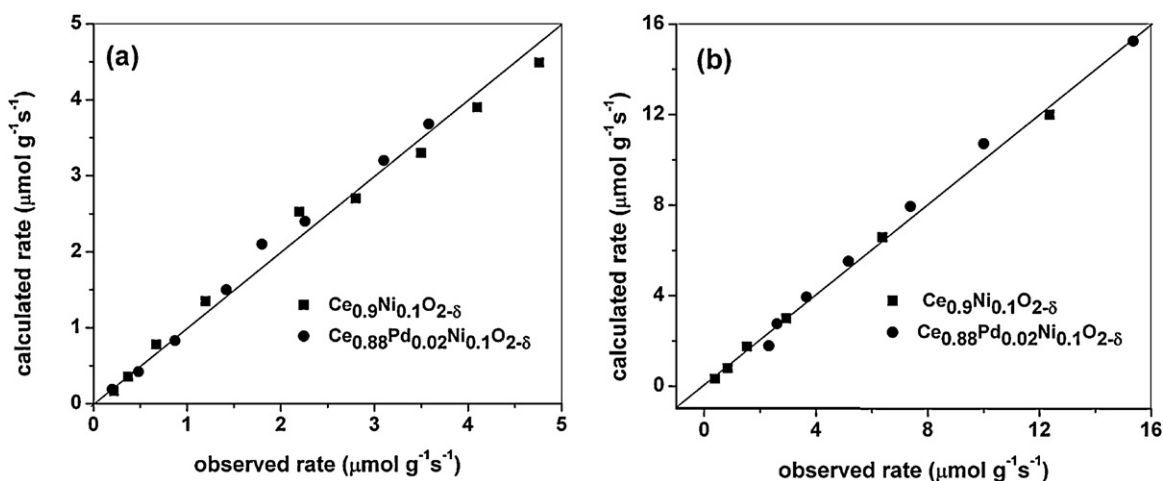 (a)
5
4
3
2
1
0
calculated rate (μmol g⁻¹s⁻¹)
Ce₀.₉Ni₀.₁O₂₋δ
Ce₀.₈₈Pd₀.₀₂Ni₀.₁O₂₋δ
0 1 2 3 4 5
observed rate (μmol g⁻¹s⁻¹)
(b)
16
12
8
4
0
calculated rate (μmol g⁻¹s⁻¹)
Ce₀.₉Ni₀.₁O₂₋δ
Ce₀.₈₈Pd₀.₀₂Ni₀.₁O₂₋δ
0 4 8 12 16
observed rate (μmol g⁻¹s⁻¹)